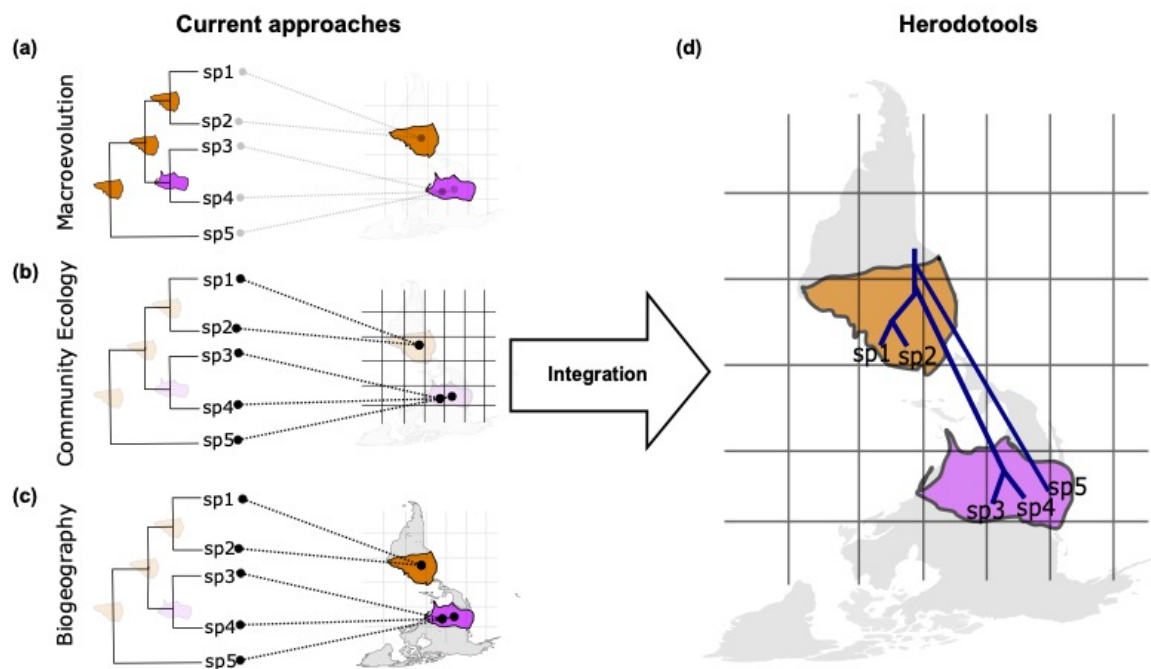 Current approaches
Herodotools
(a)
Macroevolution
sp1
sp2
sp3
sp4
sp5
(b)
Community Ecology
sp1
sp2
sp3
sp4
sp5
(c)
Biogeography
sp1
sp2
sp3
sp4
sp5
Integration
(d)
sp1
sp2
sp3
sp4
sp5